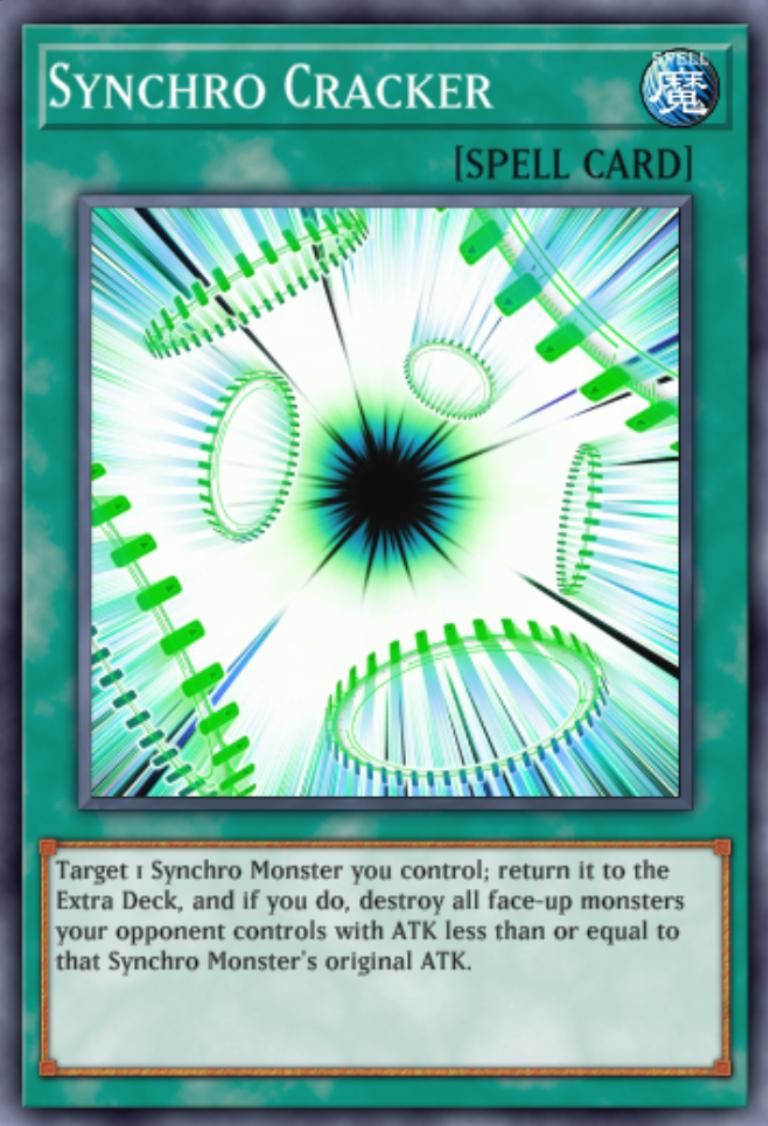 SYNCHRO CRACKER
SPELL
魔
[SPELL CARD]
Target 1 Synchro Monster you control; return it to the
Extra Deck, and if you do, destroy all face-up monsters
your opponent controls with ATK less than or equal to
that Synchro Monster's original ATK.